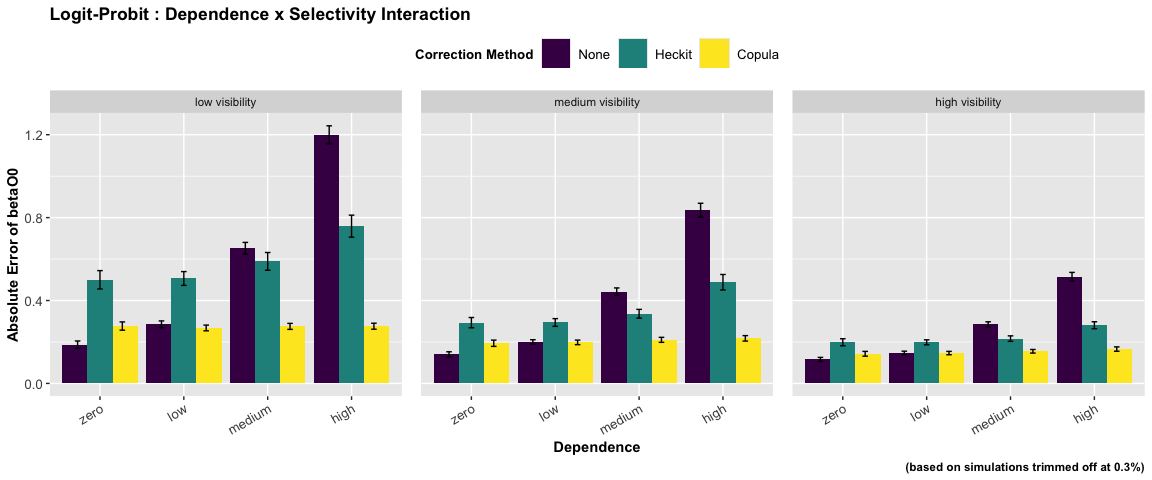 Logit-Probit : Dependence x Selectivity Interaction
Correction Method None Heckit Copula
low visibility medium visibility high visibility
Absolute Error of betaO0
1.2
0.8
0.4
0.0
zero low medium high zero low medium high zero low medium high
Dependence
(based on simulations trimmed off at 0.3%)